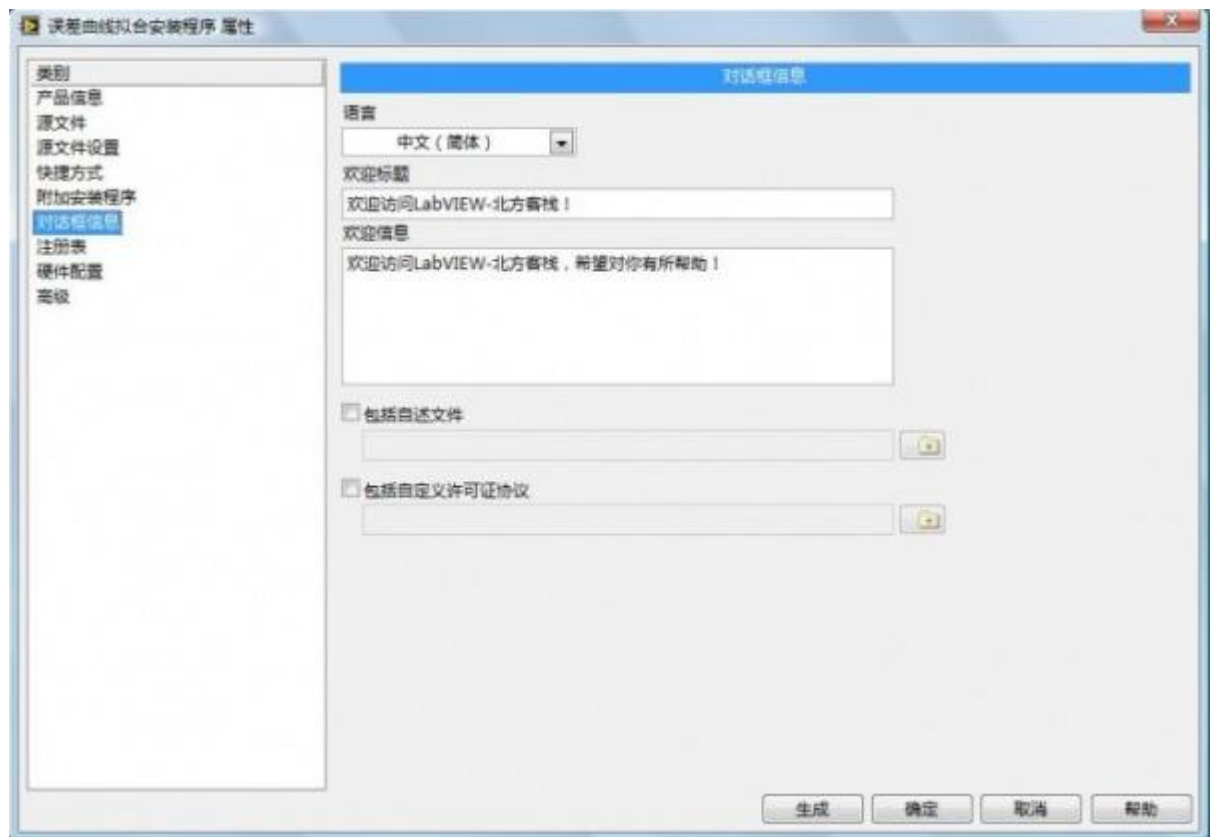 误差曲线拟合安装程序 属性
类别
产品信息
源文件
源文件设置
快捷方式
附加安装程序
对话框信息
注册表
硬件配置
高级
对话框信息
语言
中文（简体）
欢迎标题
欢迎访问LabVIEW-北方客栈！
欢迎信息
欢迎访问LabVIEW-北方客栈，希望对你有所帮助！
包括自述文件
包括自定义许可证协议
生成
确定
取消
帮助